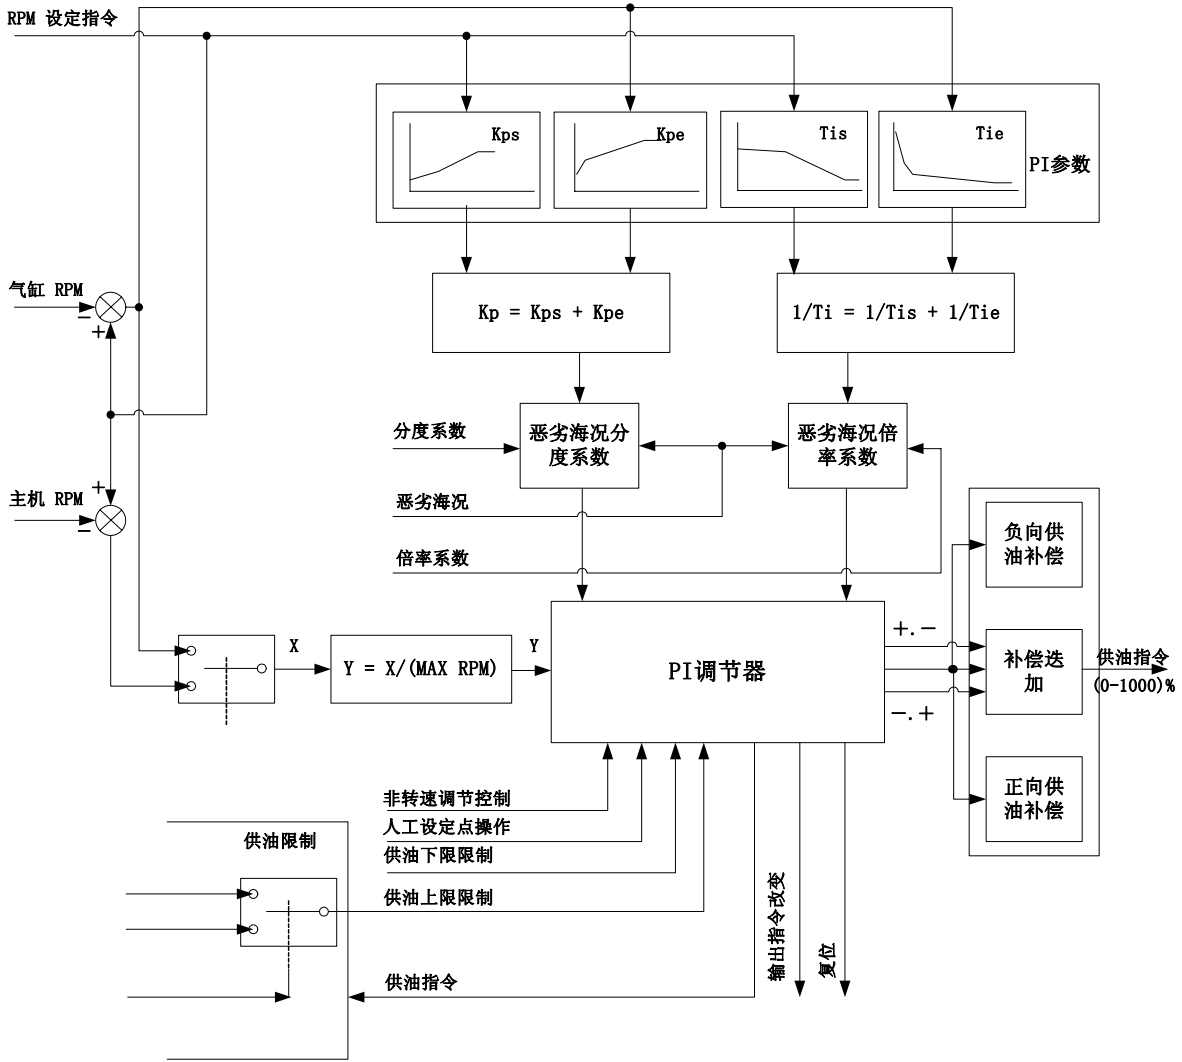 RPM 设定指令
Kps
Kpe
Tis
Tie
PI参数
气缸 RPM
−
+
Kp = Kps + Kpe
1/Ti = 1/Tis + 1/Tie
分度系数
恶劣海况分
度系数
恶劣海况倍
率系数
+
主机 RPM
−
恶劣海况
倍率系数
负向供
油补偿
X
Y = X/(MAX RPM)
Y
PI调节器
+.−
−.+
补偿迭
加
供油指令
(0-1000)%
正向供
油补偿
非转速调节控制
人工设定点操作
供油下限限制
供油上限限制
供油限制
供油指令
输出指令改变
复位